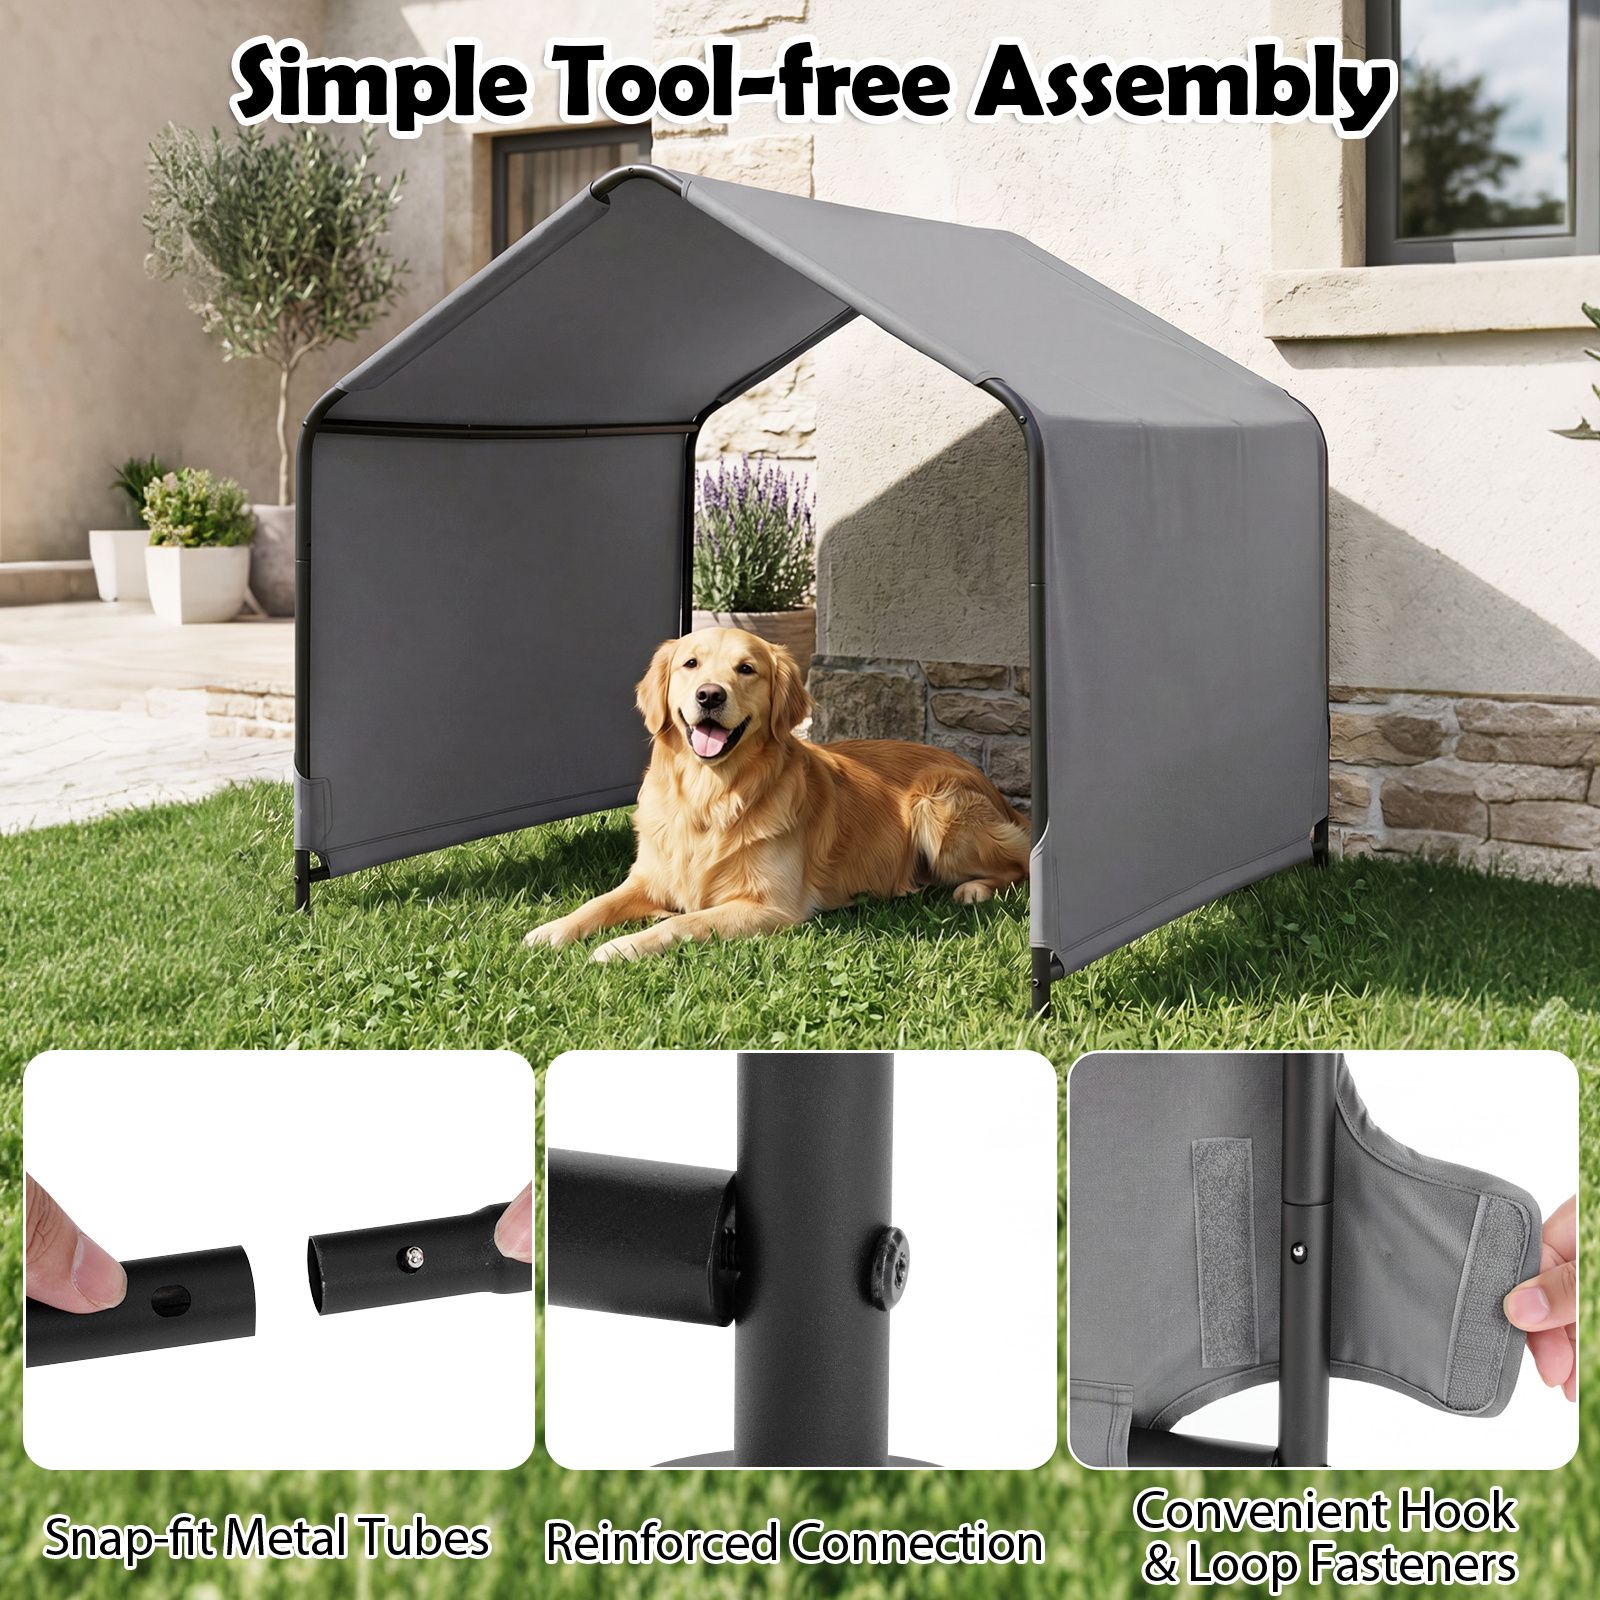 Simple Tool-free Assembly
Snap-fit Metal Tubes
Reinforced Connection
Convenient Hook
& Loop Fasteners